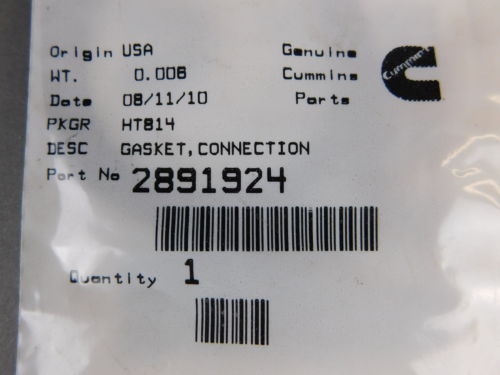 Origin USA
WT. 0.006
Date 08/11/10
PKGR HT814
DESC GASKET, CONNECTION
Part No 2891924
Quantity 1
Genuine
Cummins
Parts
Cummins